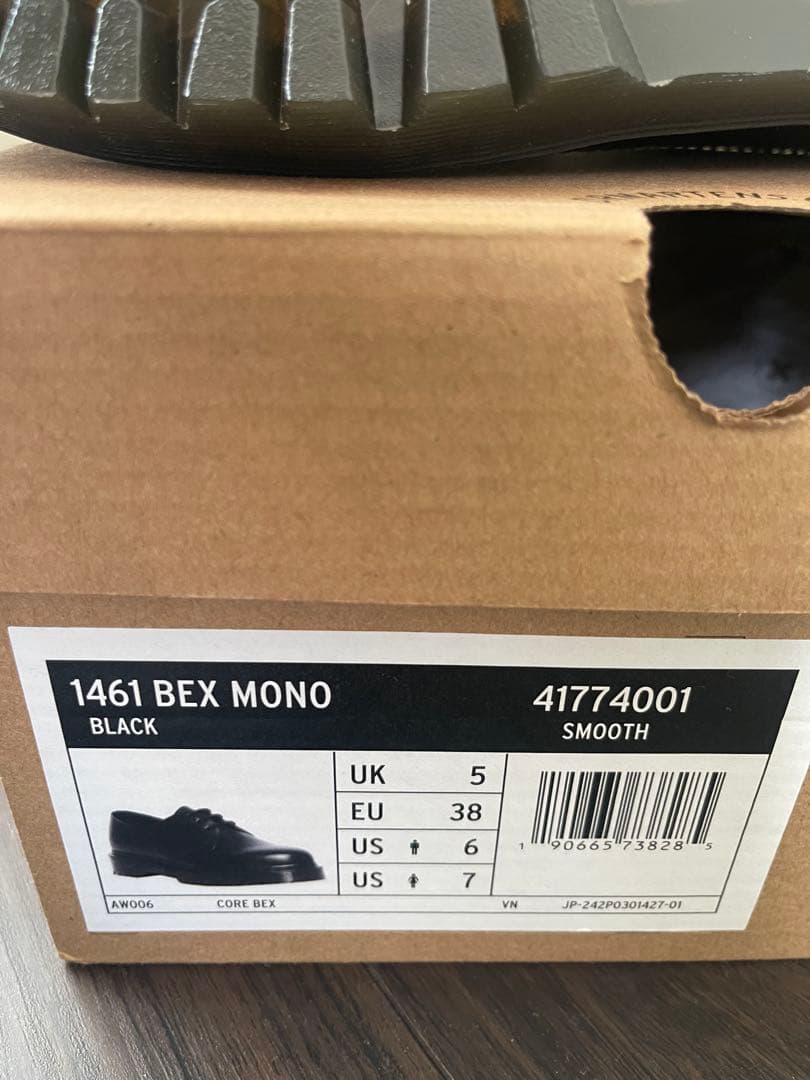 1461 BEX MONO
BLACK
41774001
SMOOTH
UK 5
EU 38
US 6
US 7
1 90665 73828 5
AW006
CORE BEX
VN
JP-242P0301427-01